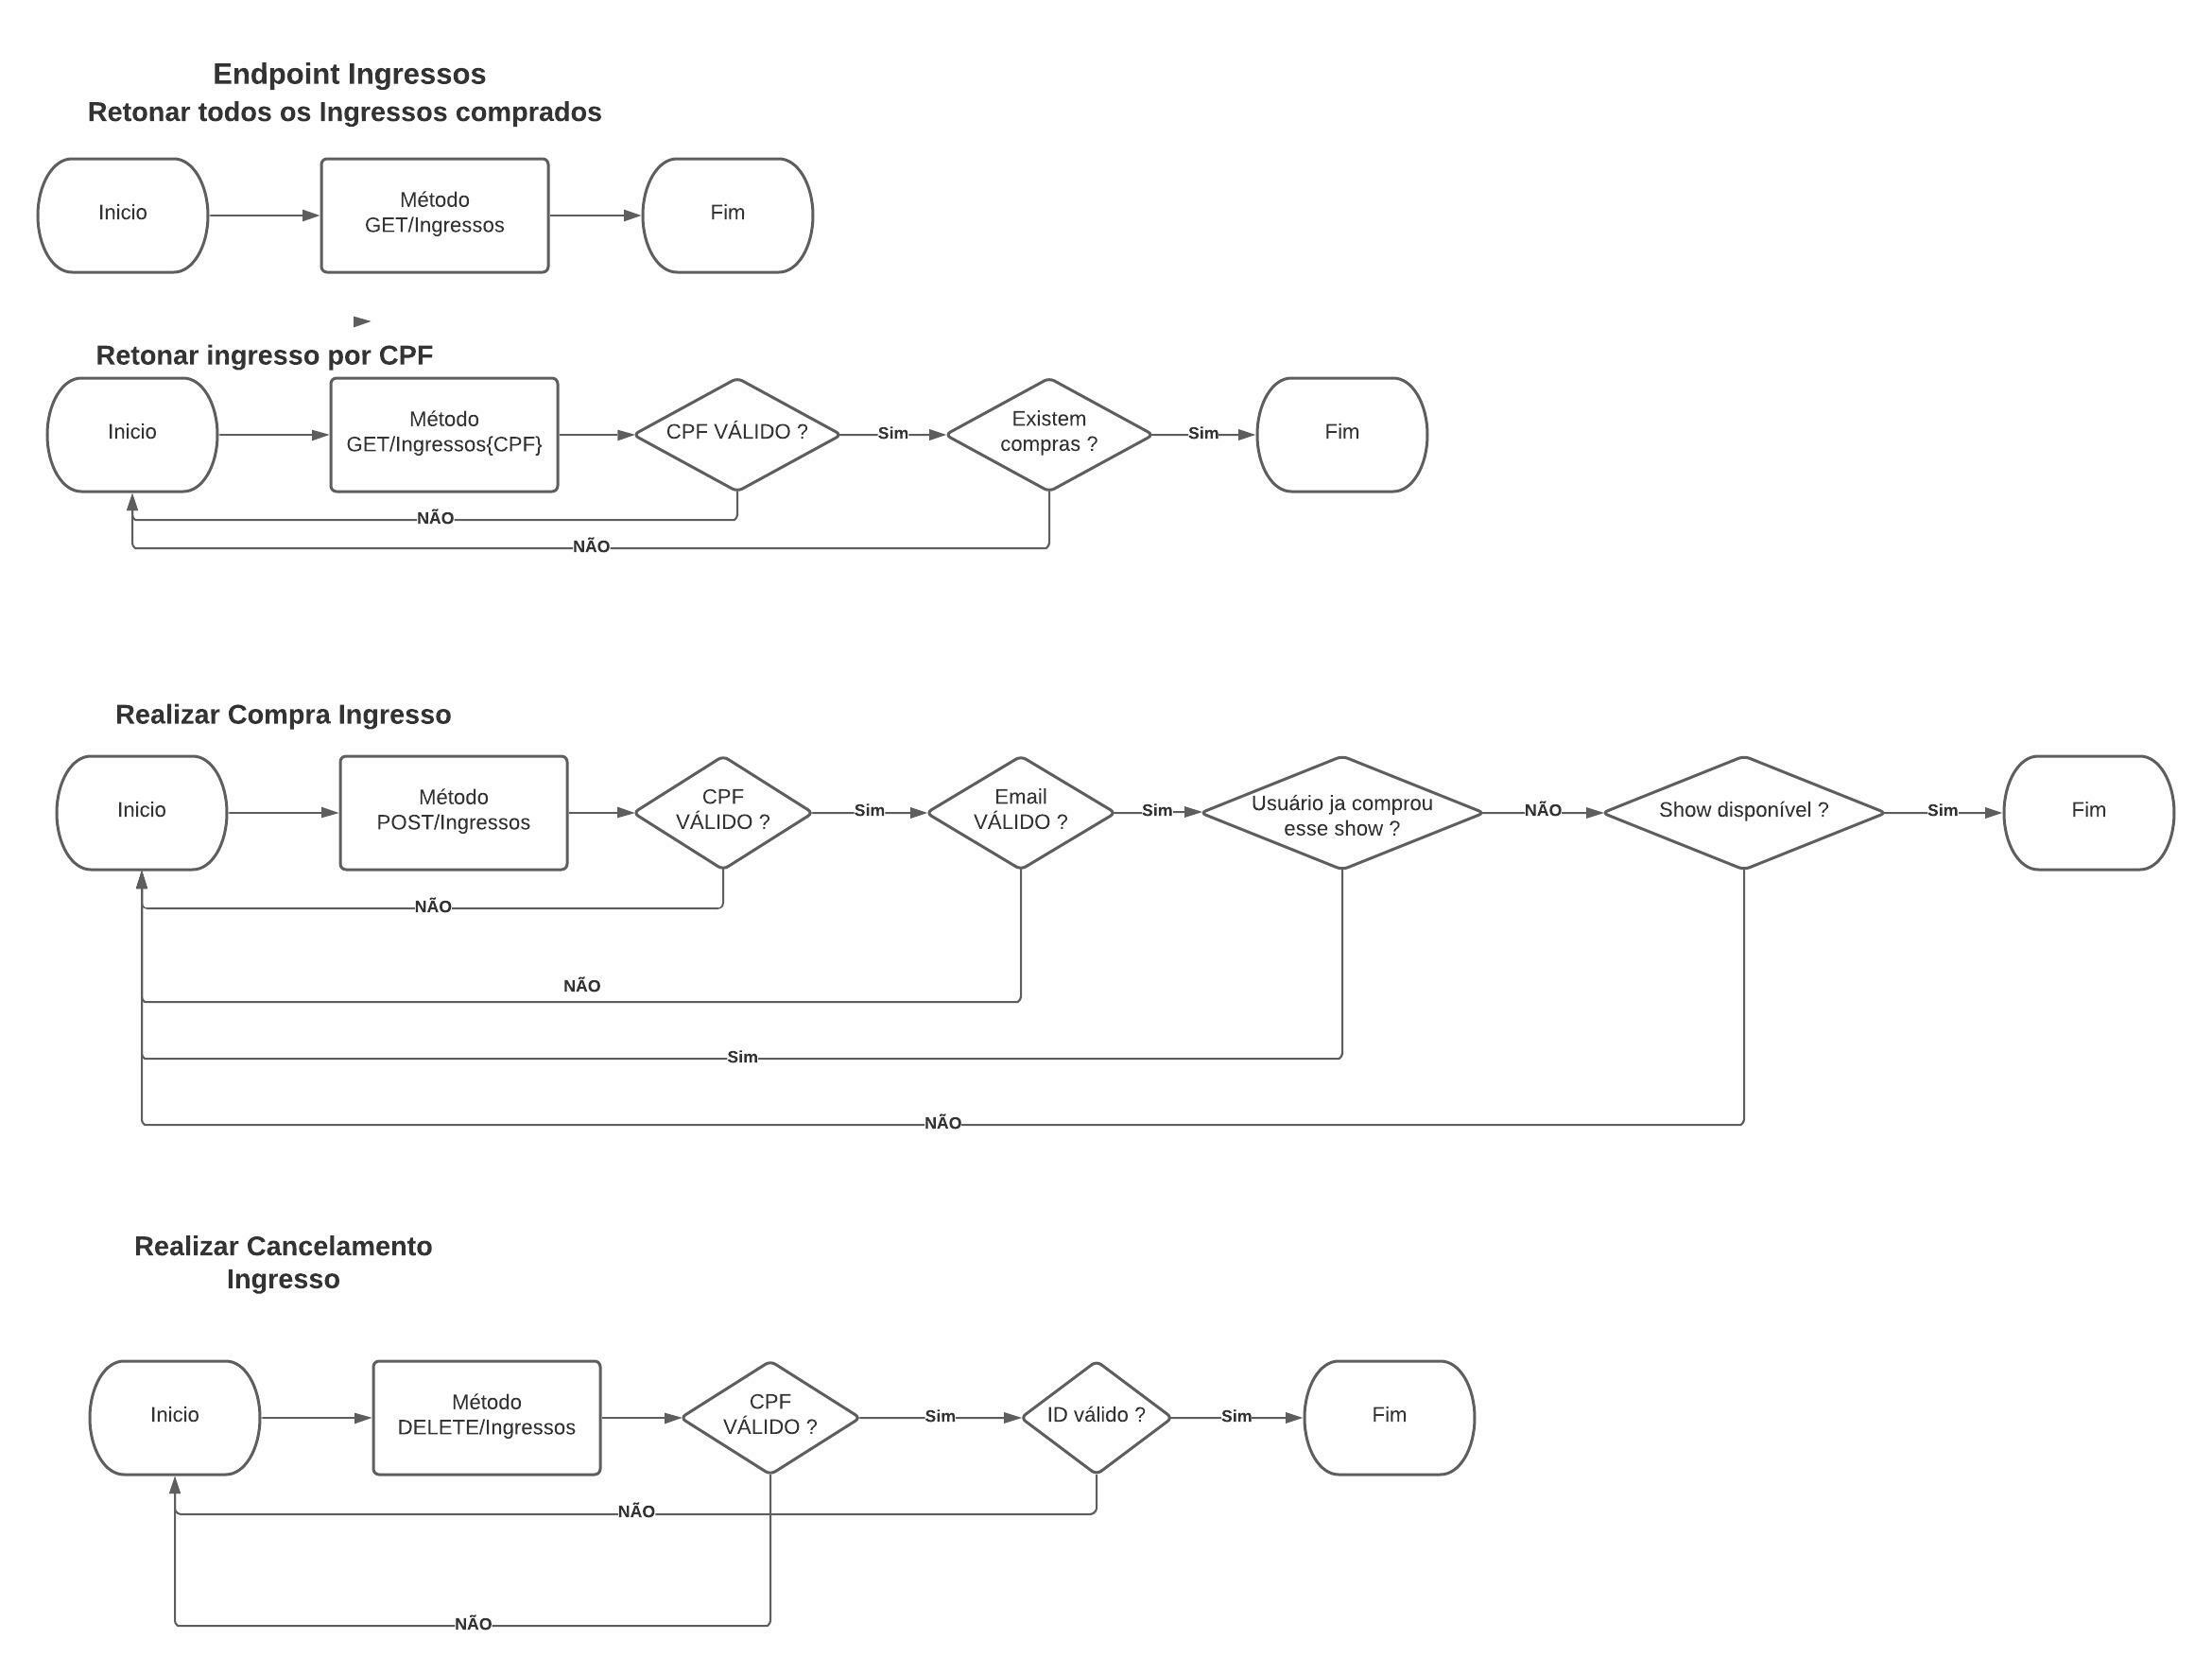 Endpoint Ingressos
Retonar todos os Ingressos comprados
Inicio
Método
GET/Ingressos
Fim
Retonar ingresso por CPF
Inicio
Método
GET/Ingressos{CPF}
CPF VÁLIDO ?
Sim
Existem
compras ?
Sim
Fim
NÃO
NÃO
Realizar Compra Ingresso
Inicio
Método
POST/Ingressos
CPF
VÁLIDO ?
Sim
Email
VÁLIDO ?
Sim
Usuário ja comprou
esse show ?
NÃO
Show disponível ?
Sim
Fim
NÃO
NÃO
Sim
NÃO
Realizar Cancelamento
Ingresso
Inicio
Método
DELETE/Ingressos
CPF
VÁLIDO ?
Sim
ID válido ?
Sim
Fim
NÃO
NÃO